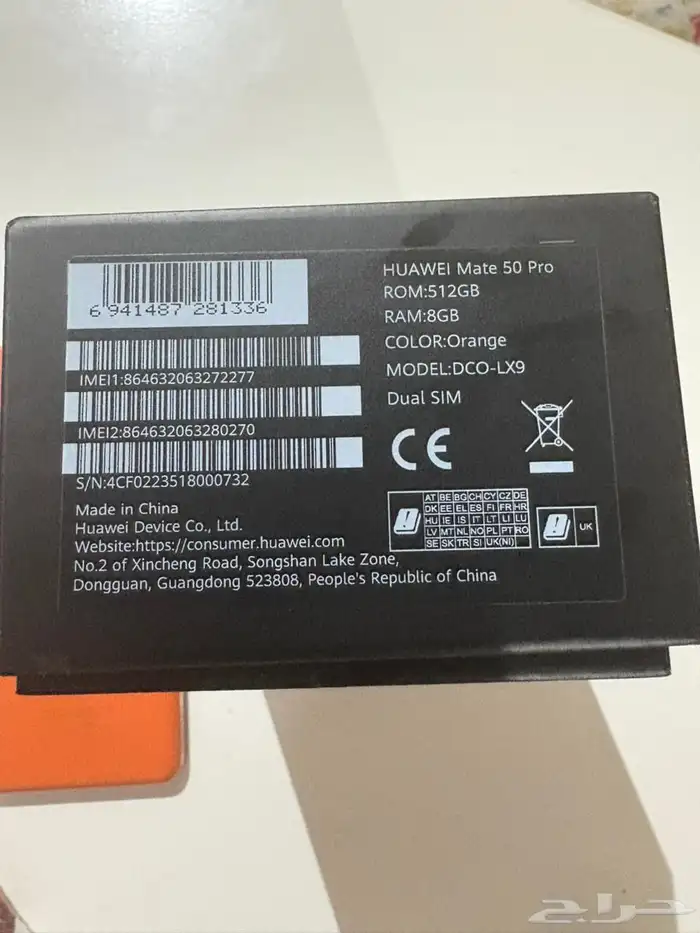 6 941487 281336
IMEI1:864632063272277
IMEI2:864632063280270
S/N:4CF0223518000732
HUAWEI Mate 50 Pro
ROM:512GB
RAM:8GB
COLOR:Orange
MODEL:DCO-LX9
Dual SIM
CE
AT BE BG CH CY CZ DE
DK EE EL ES FI FR HR
HU IE IS IT LT LI LU
LV MT NL NO PL PT RO
SE SK TR SI UK(NI)
UK
Made in China
Huawei Device Co., Ltd.
Website:https://consumer.huawei.com
No.2 of Xincheng Road, Songshan Lake Zone,
Dongguan, Guangdong 523808, People's Republic of China
حراج